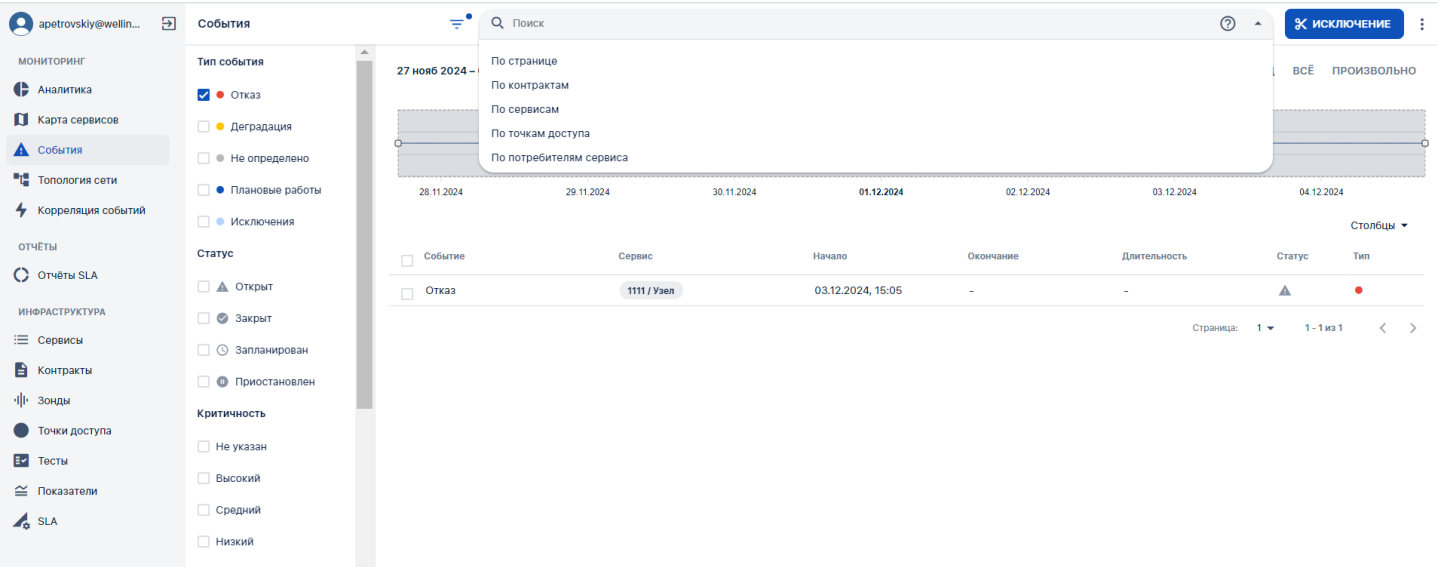 apetrovskiy@wellin...
МОНИТОРИНГ
Аналитика
Карта сервисов
События
Топология сети
Корреляция событий
ОТЧЁТЫ
Отчёты SLA
ИНФРАСТРУКТУРА
Сервисы
Контракты
Зонды
Точки доступа
Тесты
Показатели
SLA
События
Тип события
Отказ
Деградация
Не определено
Плановые работы
Исключения
Статус
Открыт
Закрыт
Запланирован
Приостановлен
Критичность
Не указан
Высокий
Средний
Низкий
Поиск
ИСКЛЮЧЕНИЕ
По странице
По контрактам
По сервисам
По точкам доступа
По потребителям сервиса
27 нояб 2024 –
ВСЁ ПРОИЗВОЛЬНО
28.11.2024 29.11.2024 30.11.2024 01.12.2024 02.12.2024 03.12.2024 04.12.2024
Столбцы
Событие Сервис Начало Окончание Длительность Статус Тип
Отказ 1111 / Узел 03.12.2024, 15:05 - -
Страница: 1 1 - 1 из 1